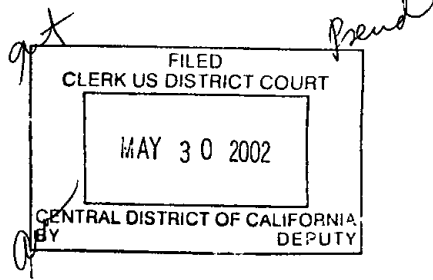 FILED
CLERK US DISTRICT COURT
MAY 30 2002
CENTRAL DISTRICT OF CALIFORNIA
BY DEPUTY